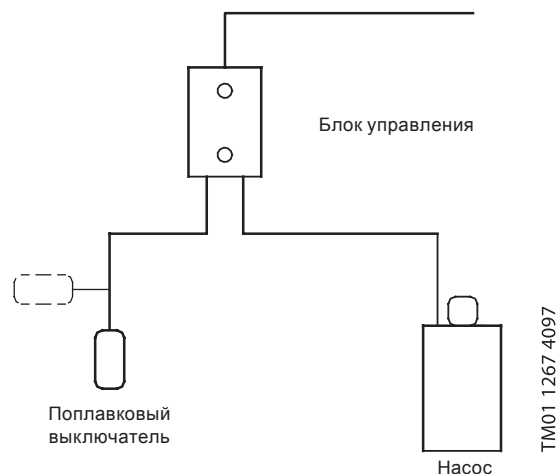 Блок управления
Поплавковый
выключатель
Насос
TM01 1267 4097